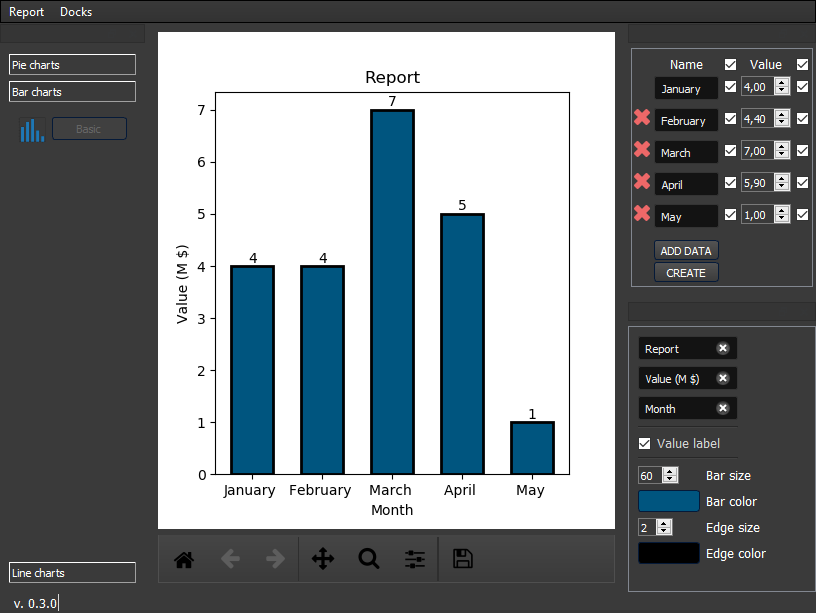 Report Docks
Pie charts
Bar charts
Basic
Line charts
v. 0.3.0
Report
7
6
5
4
3
2
1
0
Value (M $)
4
4
7
5
1
January February March April May
Month
Name Value
January 4,00
February 4,40
March 7,00
April 5,90
May 1,00
ADD DATA
CREATE
Report
Value (M $)
Month
Value label
60 Bar size
Bar color
2 Edge size
Edge color